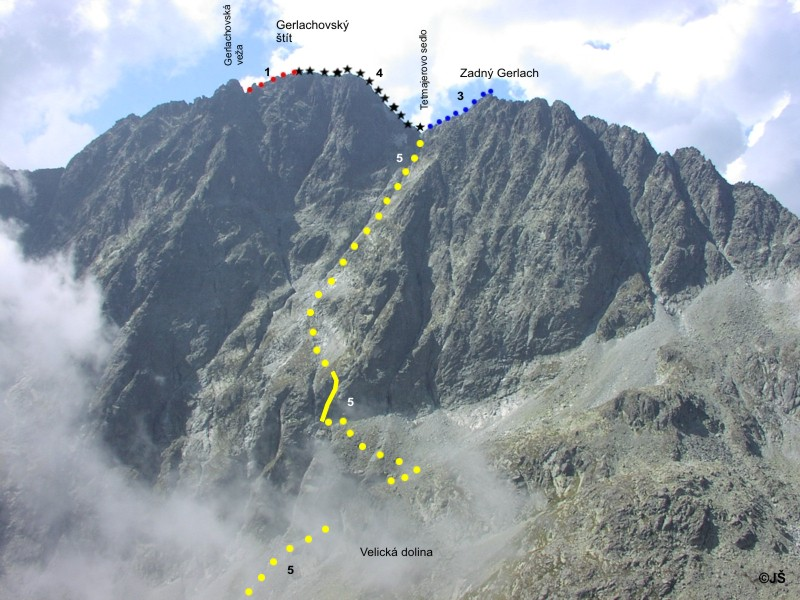 Gerlachovská
veža
Gerlachovský
štít
Tetmajerovo sedlo
Zadný Gerlach
1
4
3
5
5
Velická dolina
5
©JŠ